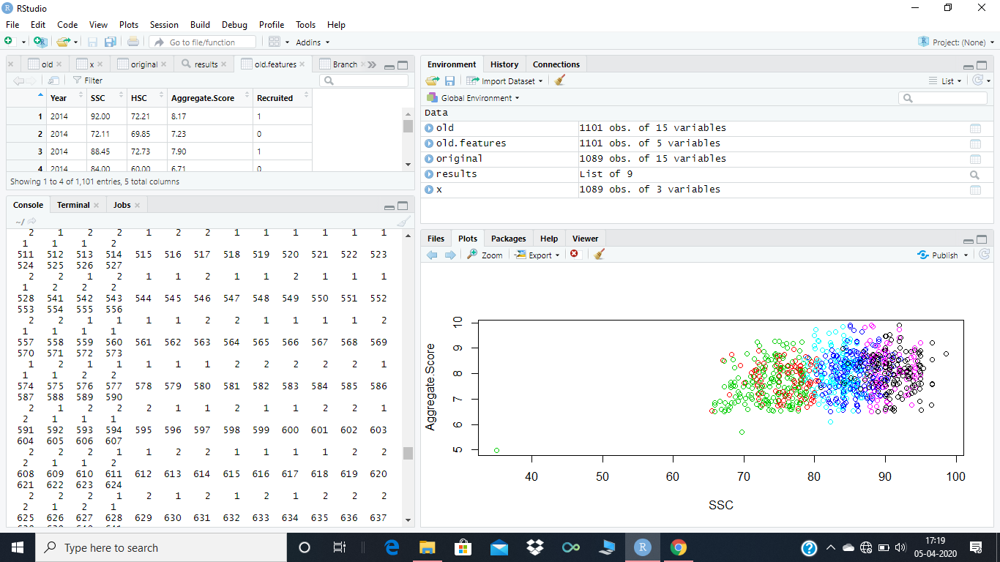 RStudio
File Edit Code View Plots Session Build Debug Profile Tools Help
Go to file/function Addins Project: (None)
old x original results old.features Branch
Filter
Year SSC HSC Aggregate.Score Recruited
1 2014 92.00 72.21 8.17 1
2 2014 72.11 69.85 7.23 0
3 2014 88.45 72.73 7.90 1
4 2014 84.00 60.00 6.71 0
Showing 1 to 4 of 1,101 entries, 5 total columns
Console Terminal Jobs
~/
2 1 2 2 1 2 2 1 1 1 1 1 1
1 1 1 2
511 512 513 514 515 516 517 518 519 520 521 522 523
524 525 526 527
2 2 1 2 1 1 2 1 1 2 1 1 1
1 2 2 2
528 541 542 543 544 545 546 547 548 549 550 551 552
553 554 555 556
2 2 1 1 1 1 2 2 1 1 1 1 2
1 1 1 1
557 558 559 560 561 562 563 564 565 566 567 568 569
570 571 572 573
1 2 1 1 1 1 1 2 2 2 2 2 1
1 1 2 2
574 575 576 577 578 579 580 581 582 583 584 585 586
587 588 589 590
2 1 2 2 2 1 1 2 1 1 2 2 1
2 1 1 1
591 592 593 594 595 596 597 598 599 600 601 602 603
604 605 606 607
2 2 2 1 1 2 2 1 1 1 1 2 2
2 1 1 2
608 609 610 611 612 613 614 615 616 617 618 619 620
621 622 623 624
2 2 2 1 2 1 2 1 2 1 2 2 2
2 1 2 1
625 626 627 628 629 630 631 632 633 634 635 636 637
Environment History Connections
Import Dataset List
Global Environment
Data
old 1101 obs. of 15 variables
old.features 1101 obs. of 5 variables
original 1089 obs. of 15 variables
results List of 9
x 1089 obs. of 3 variables
Files Plots Packages Help Viewer
Zoom Export Publish
10
9
8
7
6
5
Aggregate.Score
40 50 60 70 80 90 100
SSC
Type here to search
17:19
05-04-2020